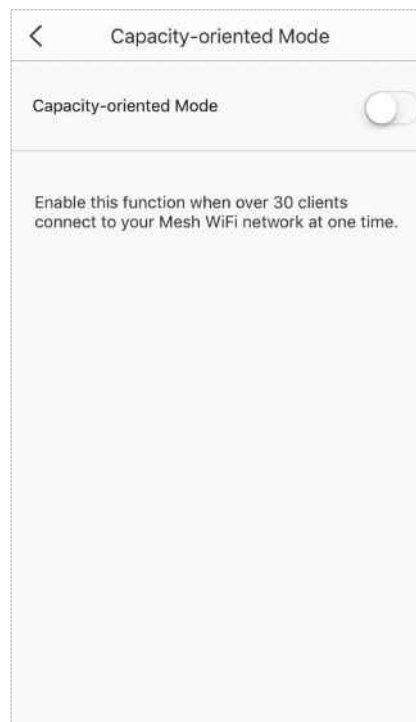 Capacity-oriented Mode
Capacity-oriented Mode
Enable this function when over 30 clients
connect to your Mesh WiFi network at one time.